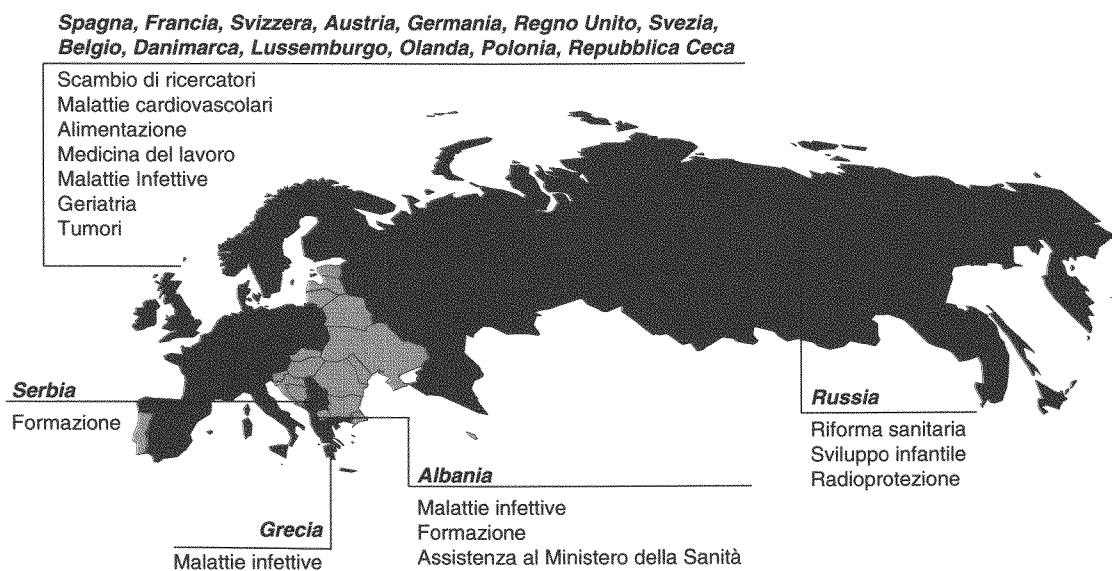 Spagna, Francia, Svizzera, Austria, Germania, Regno Unito, Svezia,
Belgio, Danimarca, Lussemburgo, Olanda, Polonia, Repubblica Ceca
Scambio di ricercatori
Malattie cardiovascolari
Alimentazione
Medicina del lavoro
Malattie Infettive
Geriatria
Tumori
Serbia
Formazione
Russia
Riforma sanitaria
Sviluppo infantile
Radioprotezione
Albania
Malattie infettive
Formazione
Assistenza al Ministero della Sanità
Grecia
Malattie infettive